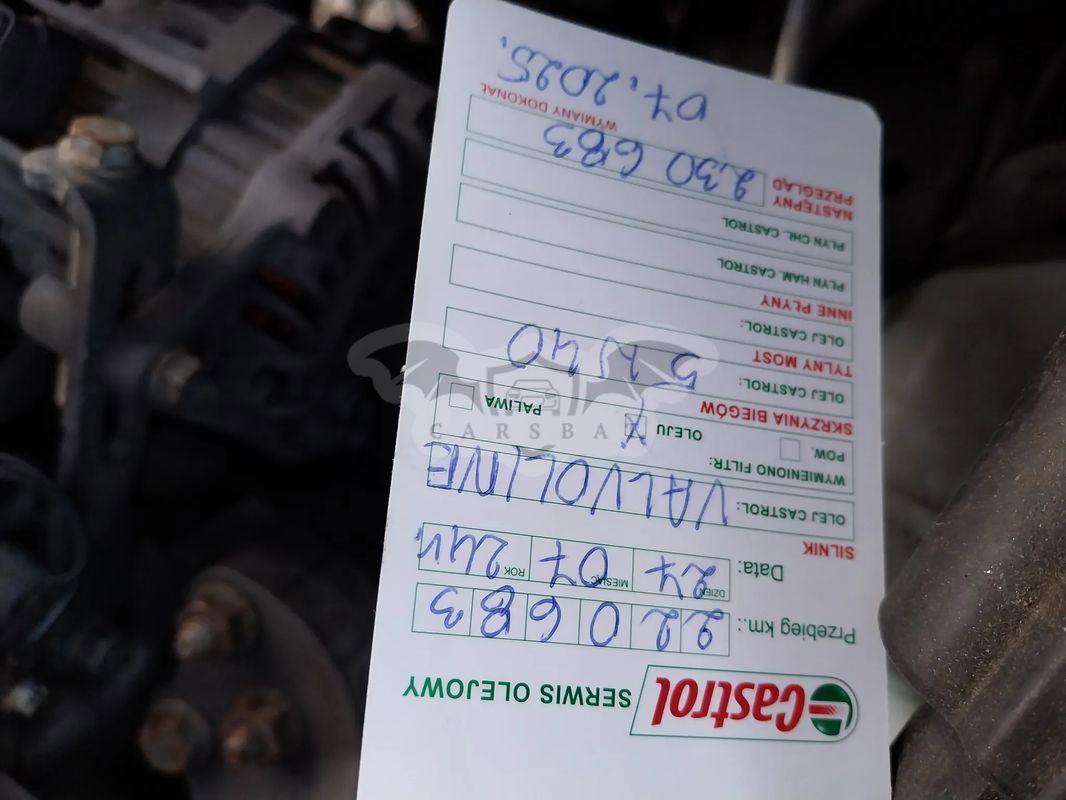 Castrol SERWIS OLEJOWY
Przebieg km.: 220683
Data: DZIEŃ 27 MIESIĄC 07 ROK 24r.
SILNIK
OLEJ CASTROL: VALVOLINE
WYMIENIONO FILTR:
POW. OLEJU X PALIWA
SKRZYNIA BIEGÓW
OLEJ CASTROL: 5W40
TYLNY MOST
OLEJ CASTROL:
INNE PŁYNY
PŁYN HAM. CASTROL
PŁYN CHŁ. CASTROL
NASTĘPNY PRZEGLĄD 230683
WYMIANY DOKONAŁ
07.2025.
CARSBAT